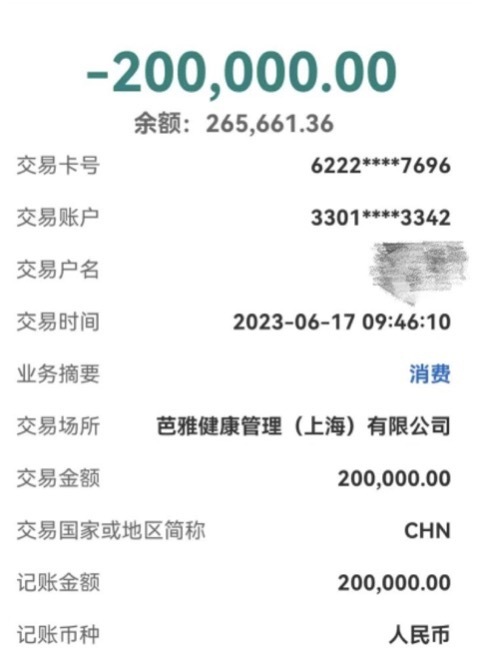 -200,000.00
余额：265,661.36
交易卡号 6222****7696
交易账户 3301****3342
交易户名
交易时间 2023-06-17 09:46:10
业务摘要 消费
交易场所 芭雅健康管理（上海）有限公司
交易金额 200,000.00
交易国家或地区简称 CHN
记账金额 200,000.00
记账币种 人民币